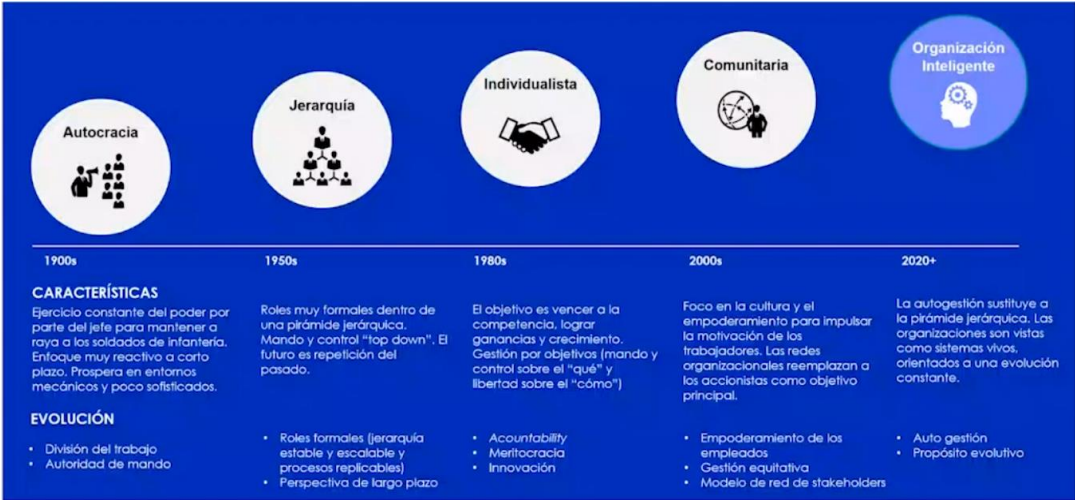 Autocracia
Jerarquía
Individualista
Comunitaria
Organización
Inteligente
1900s
1950s
1980s
2000s
2020+
CARACTERÍSTICAS
Ejercicio constante del poder por
parte del jefe para mantener a
raya a los soldados de infantería.
Enfoque muy reactivo a corto
plazo. Prospera en entornos
mecánicos y poco sofisticados.
Roles muy formales dentro de
una pirámide jerárquica.
Mando y control “top down”. El
futuro es repetición del
pasado.
El objetivo es vencer a la
competencia, lograr
ganancias y crecimiento.
Gestión por objetivos (mando y
control sobre el “qué” y
libertad sobre el “cómo”)
Foco en la cultura y el
empoderamiento para impulsar
la motivación de los
trabajadores. Las redes
organizacionales reemplazan a
los accionistas como objetivo
principal.
La autogestión sustituye a
la pirámide jerárquica. Las
organizaciones son vistas
como sistemas vivos,
orientados a una evolución
constante.
EVOLUCIÓN
• División del trabajo
• Autoridad de mando
• Roles formales (jerarquía
estable y escalable y
procesos replicables)
• Perspectiva de largo plazo
• Acountability
• Meritocracia
• Innovación
• Empoderamiento de los
empleados
• Gestión equitativa
• Modelo de red de stakeholders
• Auto gestión
• Propósito evolutivo